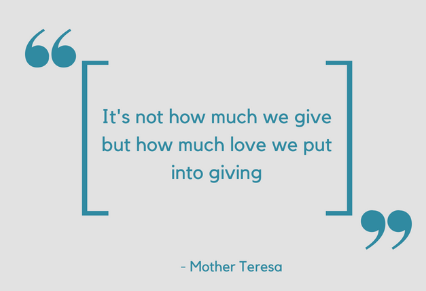 It's not how much we give
but how much love we put
into giving
- Mother Teresa